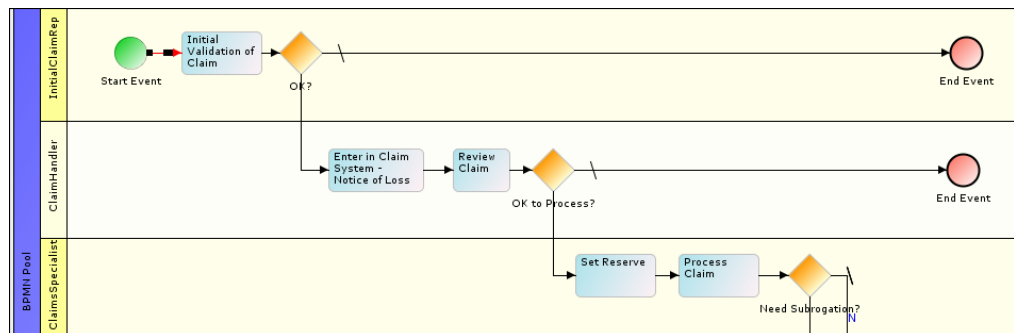 BPMN Pool
InitialClaimRep
Start Event
Initial
Validation of
Claim
OK?
End Event
ClaimHandler
Enter in Claim
System -
Notice of Loss
Review
Claim
OK to Process?
End Event
ClaimsSpecialist
Set Reserve
Process
Claim
Need Subrogation?
N